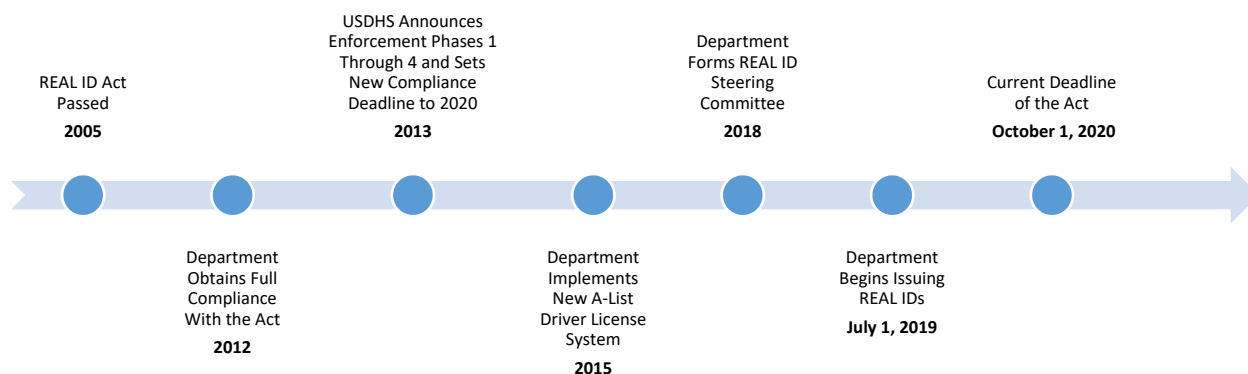 REAL ID Act
Passed
2005
Department
Obtains Full
Compliance
With the Act
2012
USDHS Announces
Enforcement Phases 1
Through 4 and Sets
New Compliance
Deadline to 2020
2013
Department
Implements
New A-List
Driver License
System
2015
Department
Forms REAL ID
Steering
Committee
2018
Department
Begins Issuing
REAL IDs
July 1, 2019
Current Deadline
of the Act
October 1, 2020